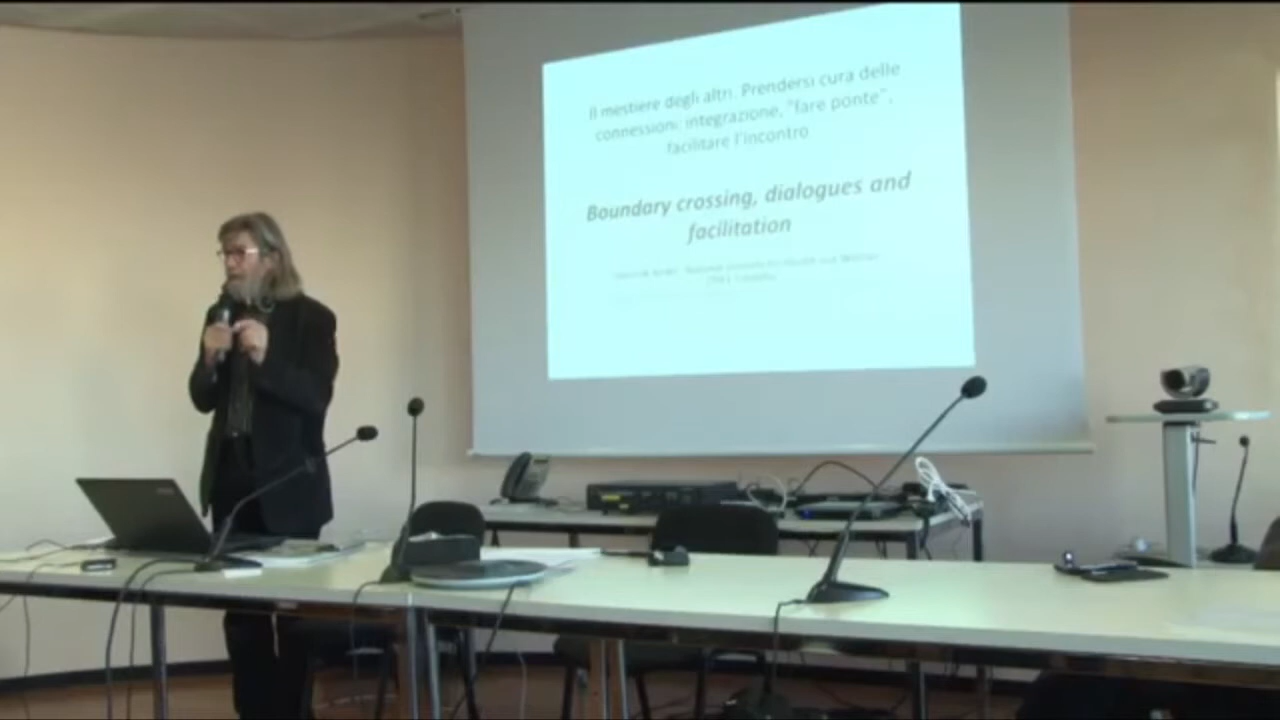 Il mestiere degli altri. Prendersi cura delle
connessioni: integrazione, "fare ponte",
facilitare l'incontro
Boundary crossing, dialogues and
facilitation